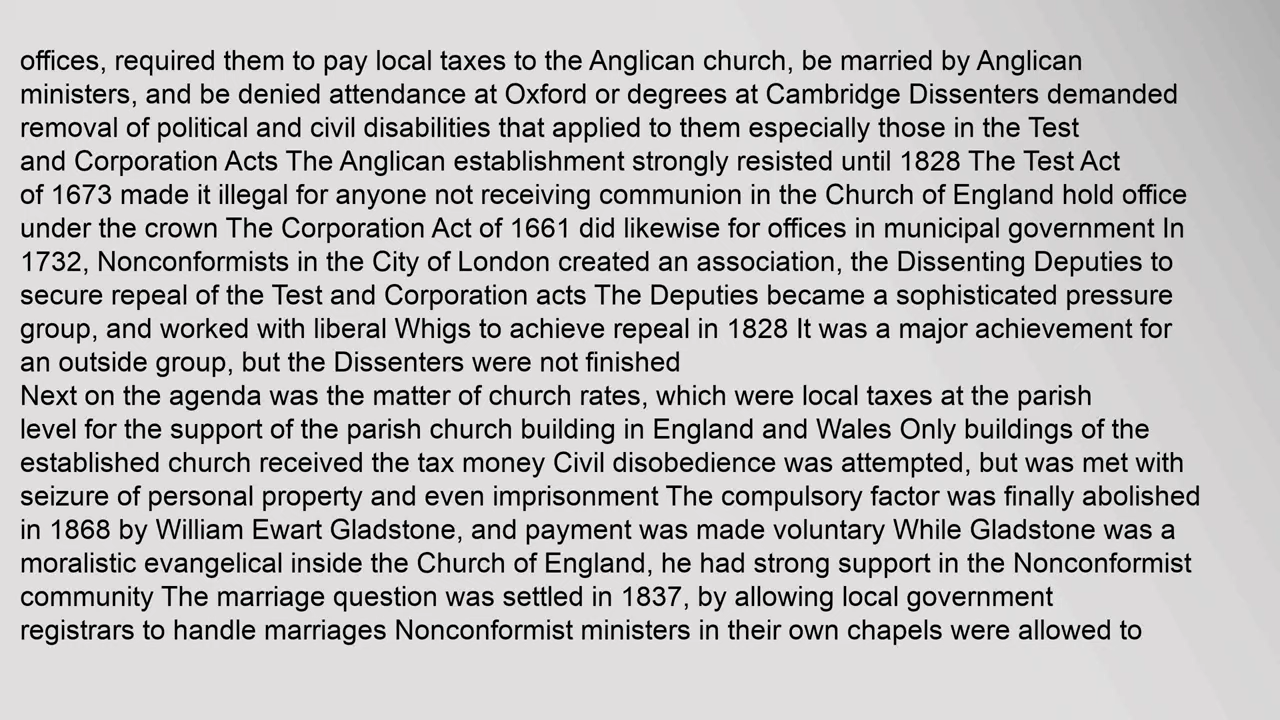 offices, required them to pay local taxes to the Anglican church, be married by Anglican
ministers, and be denied attendance at Oxford or degrees at Cambridge Dissenters demanded
removal of political and civil disabilities that applied to them especially those in the Test
and Corporation Acts The Anglican establishment strongly resisted until 1828 The Test Act
of 1673 made it illegal for anyone not receiving communion in the Church of England hold office
under the crown The Corporation Act of 1661 did likewise for offices in municipal government In
1732, Nonconformists in the City of London created an association, the Dissenting Deputies to
secure repeal of the Test and Corporation acts The Deputies became a sophisticated pressure
group, and worked with liberal Whigs to achieve repeal in 1828 It was a major achievement for
an outside group, but the Dissenters were not finished
Next on the agenda was the matter of church rates, which were local taxes at the parish
level for the support of the parish church building in England and Wales Only buildings of the
established church received the tax money Civil disobedience was attempted, but was met with
seizure of personal property and even imprisonment The compulsory factor was finally abolished
in 1868 by William Ewart Gladstone, and payment was made voluntary While Gladstone was a
moralistic evangelical inside the Church of England, he had strong support in the Nonconformist
community The marriage question was settled in 1837, by allowing local government
registrars to handle marriages Nonconformist ministers in their own chapels were allowed to